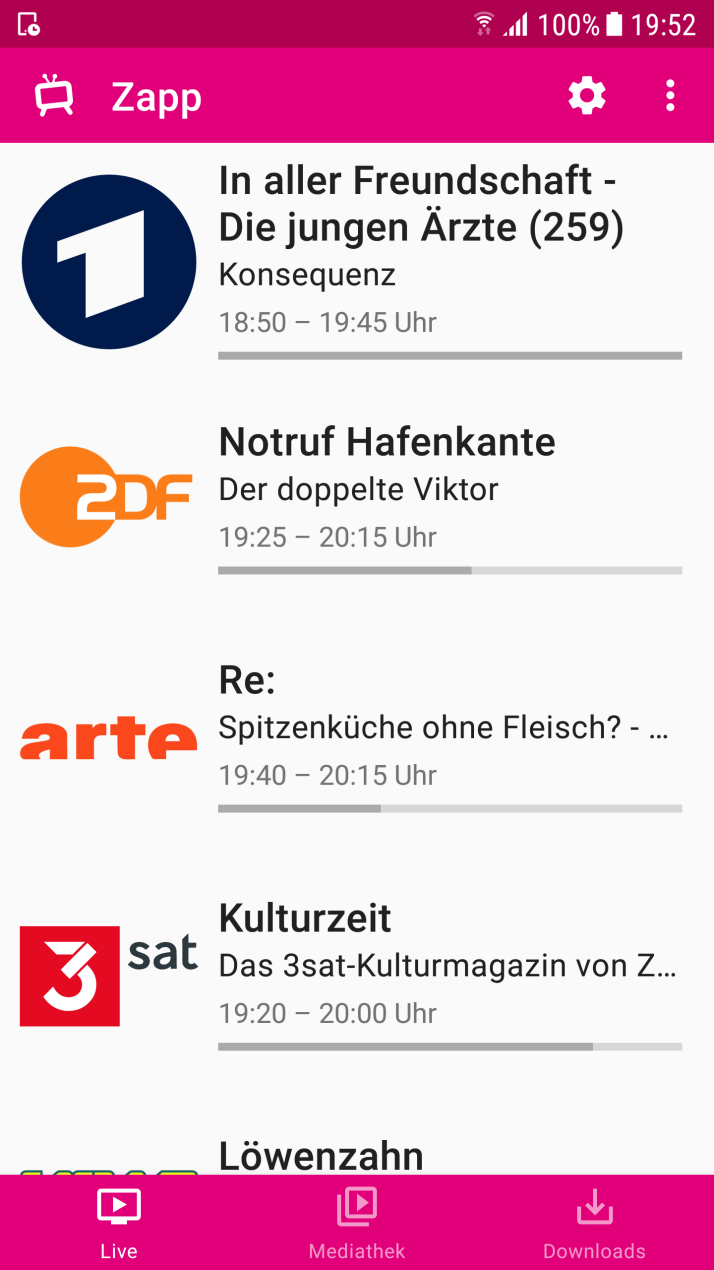 100% 19:52
Zapp
In aller Freundschaft -
Die jungen Ärzte (259)
Konsequenz
18:50 – 19:45 Uhr
1
ZDF
Notruf Hafenkante
Der doppelte Viktor
19:25 – 20:15 Uhr
arte
Re:
Spitzenküche ohne Fleisch? - …
19:40 – 20:15 Uhr
3sat
Kulturzeit
Das 3sat-Kulturmagazin von Z…
19:20 – 20:00 Uhr
Löwenzahn
Live
Mediathek
Downloads